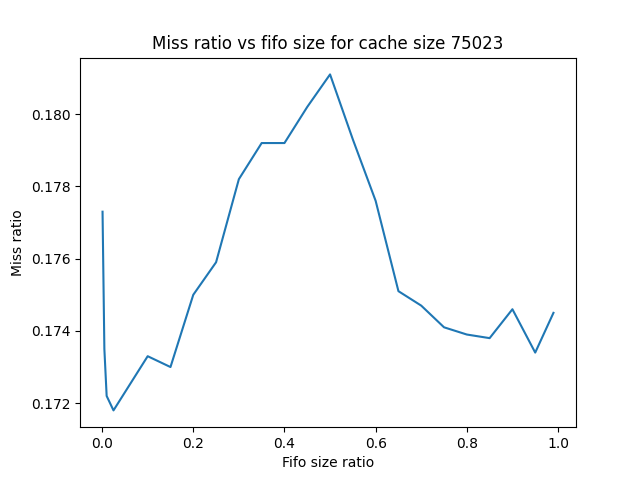 Miss ratio vs fifo size for cache size 75023
0.180
0.178
0.176
0.174
0.172
Miss ratio
0.0 0.2 0.4 0.6 0.8 1.0
Fifo size ratio